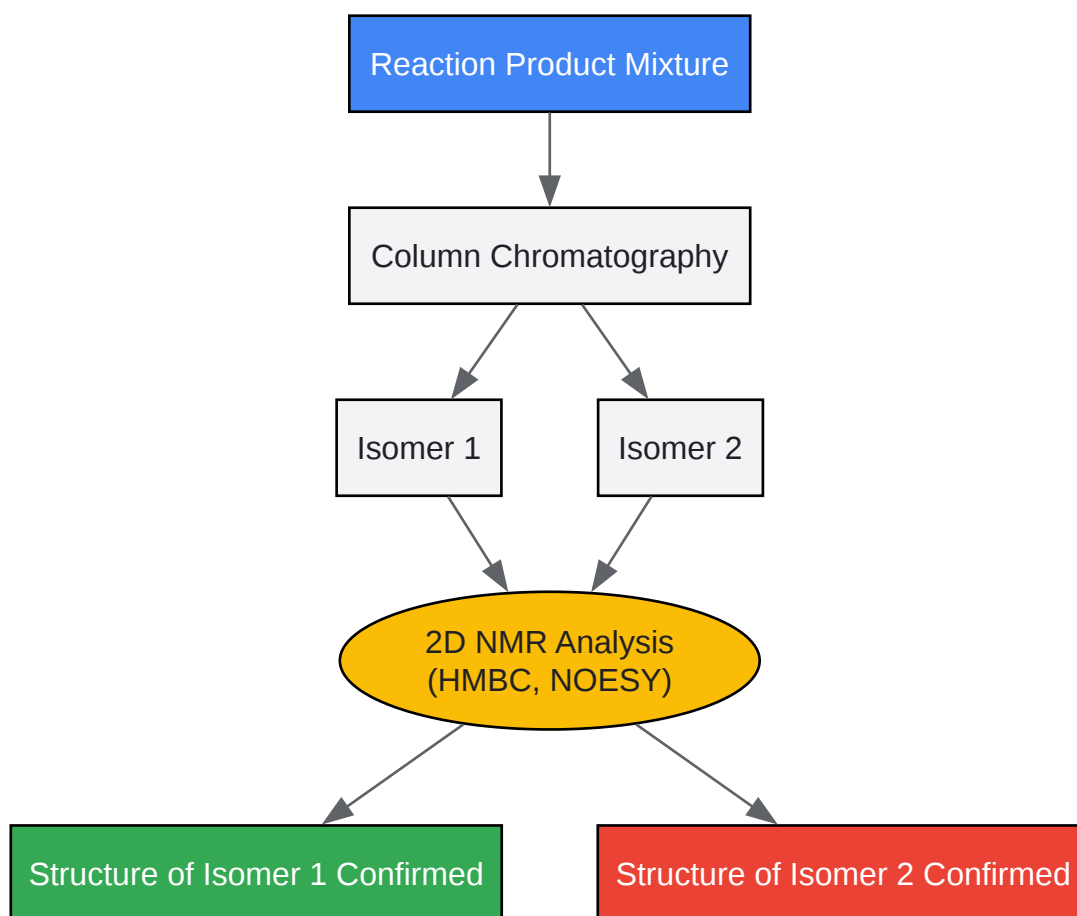 Reaction Product Mixture
Column Chromatography
Isomer 1
Isomer 2
2D NMR Analysis
(HMBC, NOESY)
Structure of Isomer 1 Confirmed
Structure of Isomer 2 Confirmed